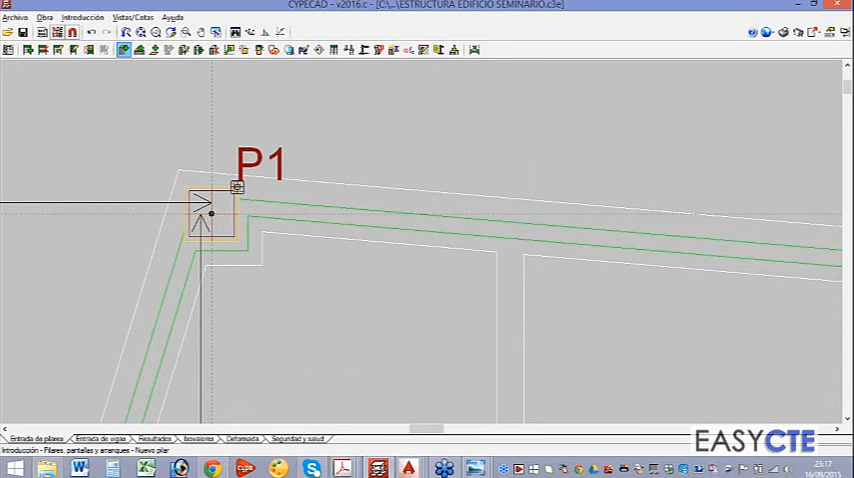 CYPECAD - v2016.c - [C:\...\ESTRUCTURA EDIFICIO SEMINARIO.c3e]
Archivo Obra Introducción Vistas/Cotas Ayuda
P1
Entrada de pilares Entrada de vigas Resultados Isovalores Deformada Seguridad y salud
Introducción - Pilares, pantallas y arranques - Nuevo pilar
EASYCTE
23:17
16/09/2015